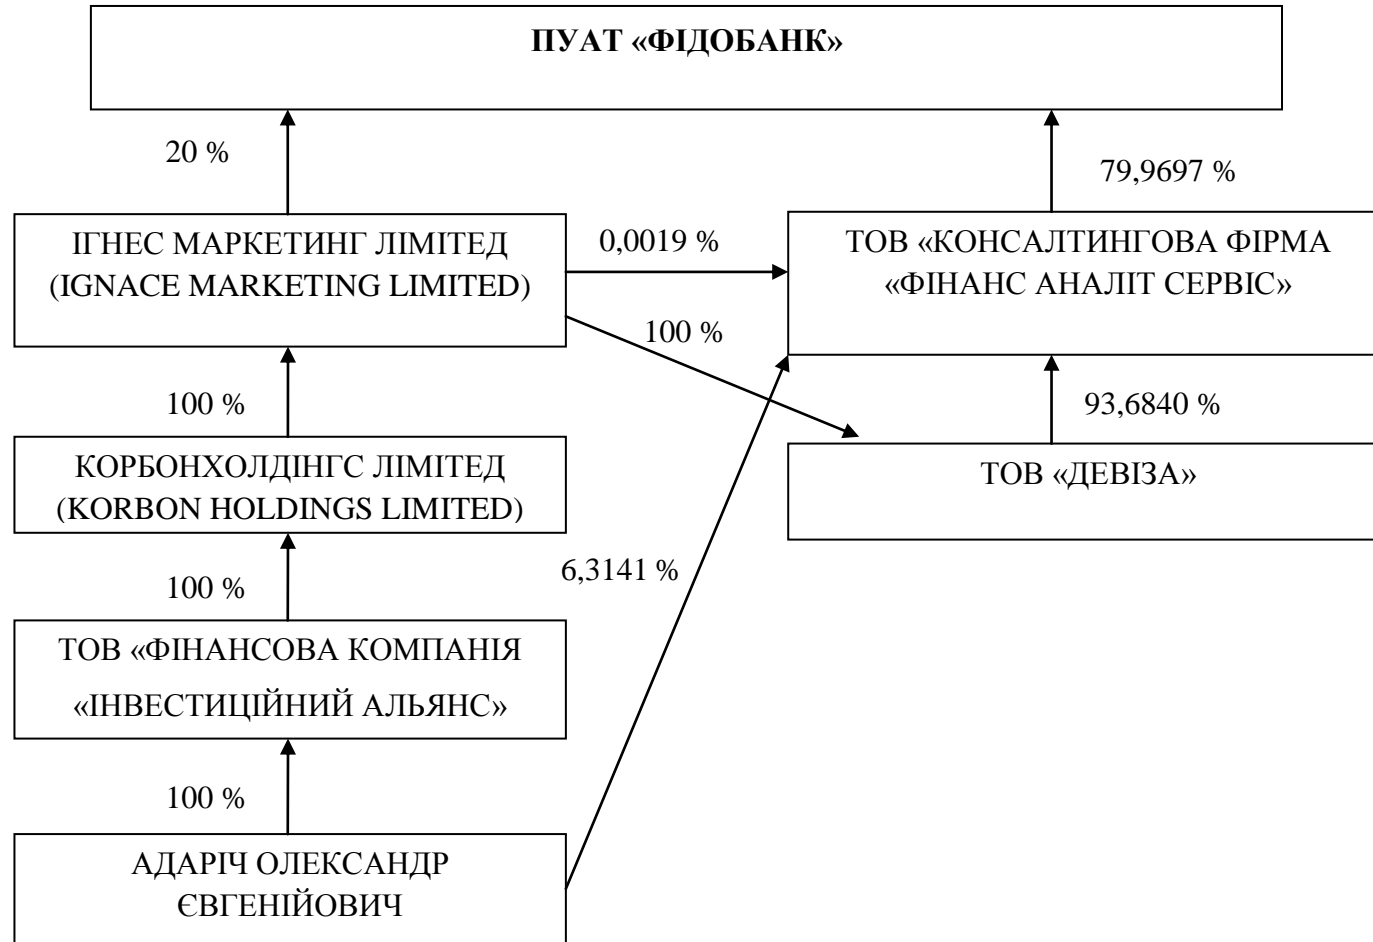 ПУАТ «ФІДОБАНК»
20 %
79,9697 %
ІГНЕС МАРКЕТИНГ ЛІМІТЕД
(IGNACE MARKETING LIMITED)
0,0019 %
ТОВ «КОНСАЛТИНГОВА ФІРМА
«ФІНАНС АНАЛІТ СЕРВІС»
100 %
100 %
93,6840 %
КОРБОНХОЛДІНГС ЛІМІТЕД
(KORBON HOLDINGS LIMITED)
ТОВ «ДЕВІЗА»
100 %
6,3141 %
ТОВ «ФІНАНСОВА КОМПАНІЯ
«ІНВЕСТИЦІЙНИЙ АЛЬЯНС»
100 %
АДАРІЧ ОЛЕКСАНДР
ЄВГЕНІЙОВИЧ